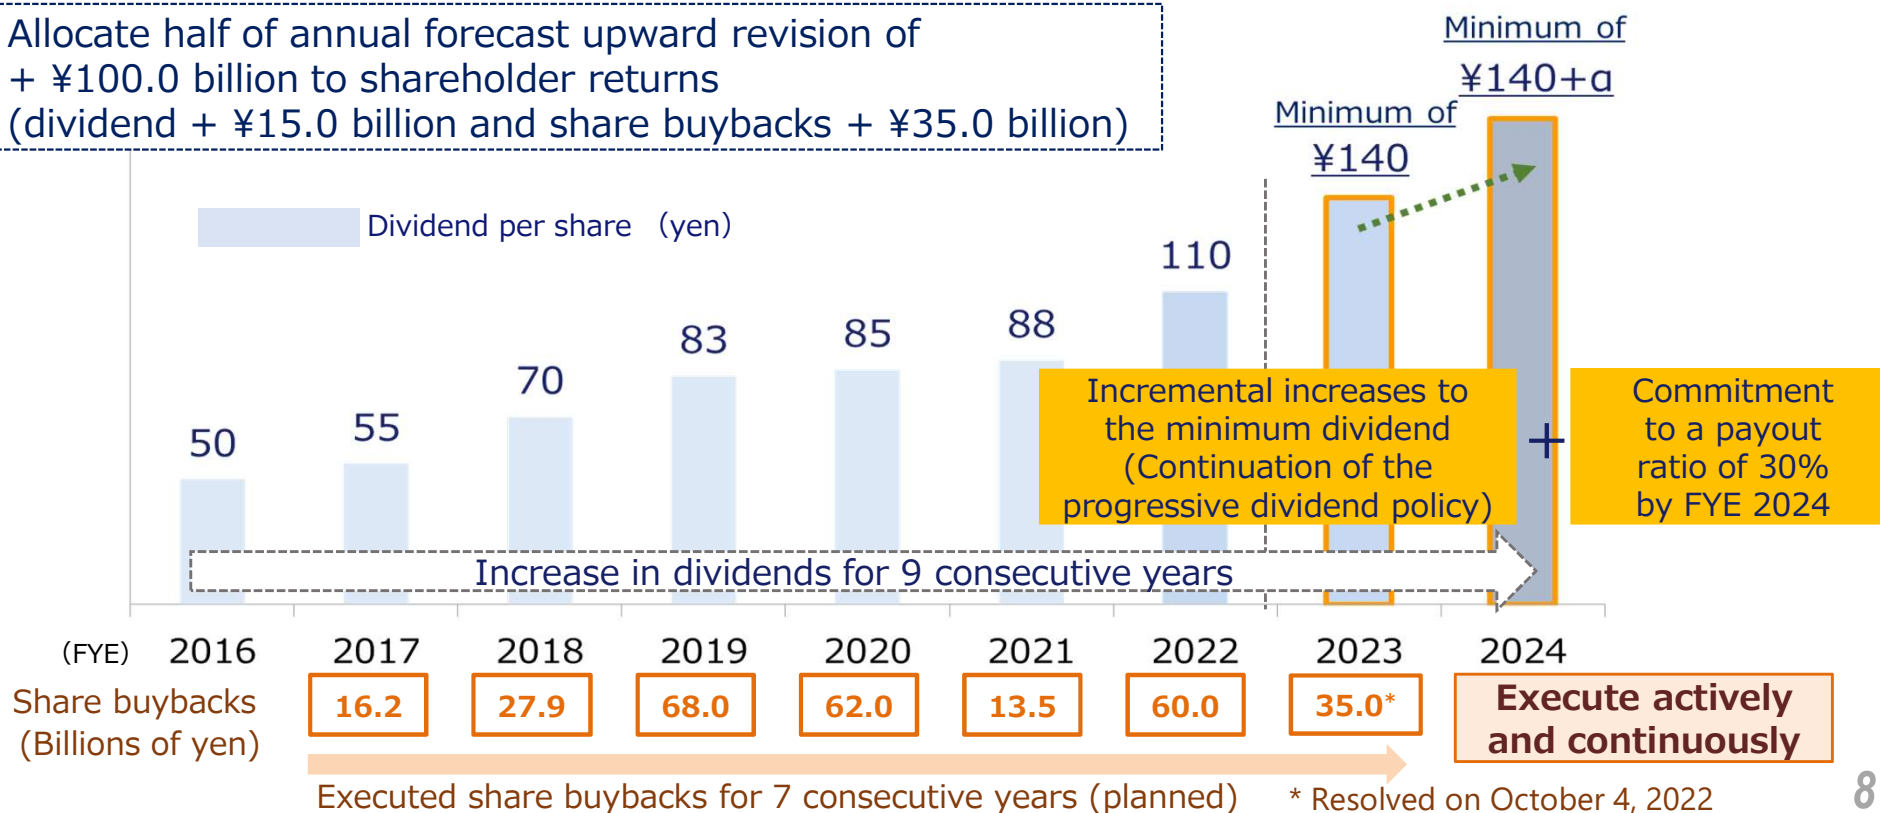 Allocate half of annual forecast upward revision of
+ ¥100.0 billion to shareholder returns
(dividend + ¥15.0 billion and share buybacks + ¥35.0 billion)
Minimum of
¥140+α
Minimum of
¥140
Dividend per share （yen）
50
55
70
83
85
88
110
Incremental increases to
the minimum dividend
(Continuation of the
progressive dividend policy)
+
Commitment
to a payout
ratio of 30%
by FYE 2024
Increase in dividends for 9 consecutive years
（FYE） 2016 2017 2018 2019 2020 2021 2022 2023 2024
Share buybacks
(Billions of yen)
16.2 27.9 68.0 62.0 13.5 60.0 35.0*
Execute actively
and continuously
Executed share buybacks for 7 consecutive years (planned)
* Resolved on October 4, 2022
8